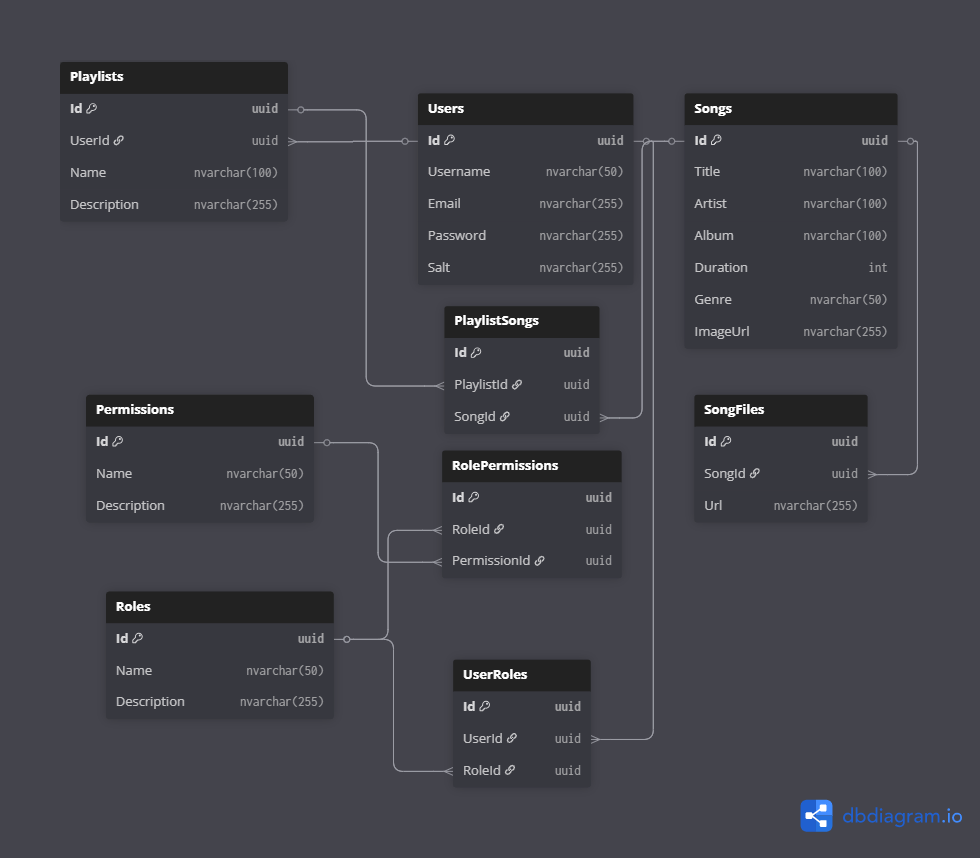 Playlists
Id uuid
UserId uuid
Name nvarchar(100)
Description nvarchar(255)
Users
Id uuid
Username nvarchar(50)
Email nvarchar(255)
Password nvarchar(255)
Salt nvarchar(255)
Songs
Id uuid
Title nvarchar(100)
Artist nvarchar(100)
Album nvarchar(100)
Duration int
Genre nvarchar(50)
ImageUrl nvarchar(255)
PlaylistSongs
Id uuid
PlaylistId uuid
SongId uuid
Permissions
Id uuid
Name nvarchar(50)
Description nvarchar(255)
RolePermissions
Id uuid
RoleId uuid
PermissionId uuid
SongFiles
Id uuid
SongId uuid
Url nvarchar(255)
Roles
Id uuid
Name nvarchar(50)
Description nvarchar(255)
UserRoles
Id uuid
UserId uuid
RoleId uuid
dbdiagram.io